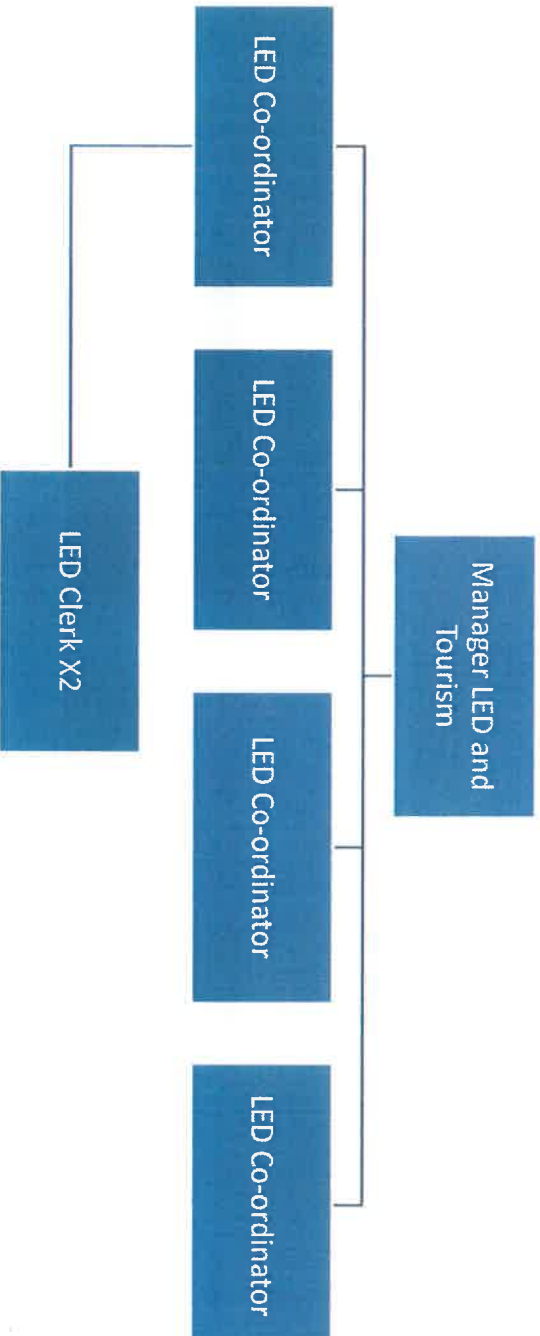 Manager LED and
Tourism
LED Co-ordinator
LED Co-ordinator
LED Co-ordinator
LED Co-ordinator
LED Clerk X2